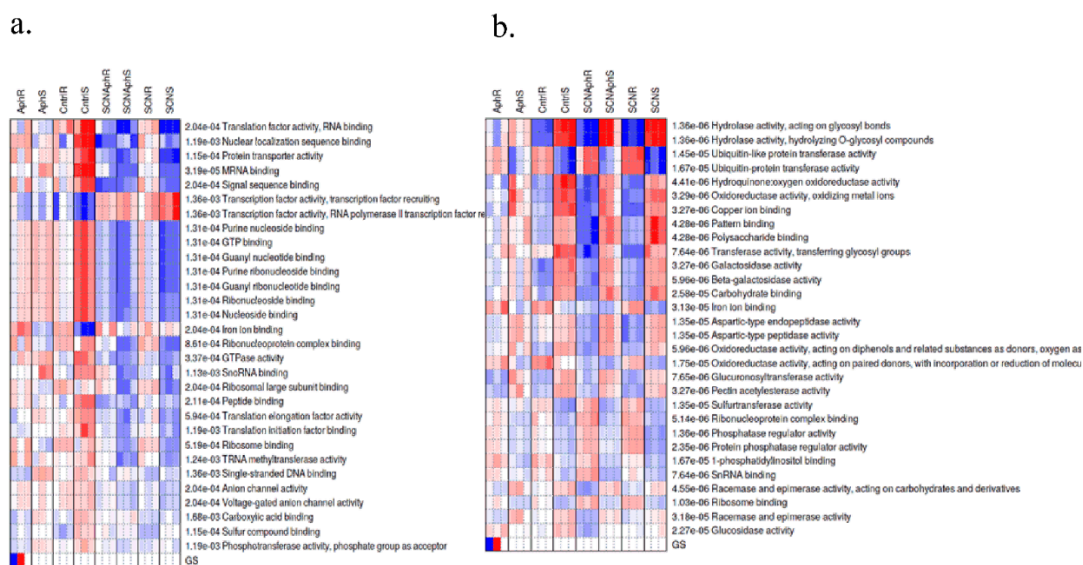 a.
AphR
AphS
CntrlR
CntrlS
SCNAphR
SCNAphS
SCNR
SCNS
2.04e-04 Translation factor activity, RNA binding
1.19e-03 Nuclear localization sequence binding
1.15e-04 Protein transporter activity
3.19e-05 MRNA binding
2.04e-04 Signal sequence binding
1.36e-03 Transcription factor activity, transcription factor recruiting
1.36e-03 Transcription factor activity, RNA polymerase II transcription factor re
1.31e-04 Purine nucleoside binding
1.31e-04 GTP binding
1.31e-04 Guanyl nucleotide binding
1.31e-04 Purine ribonucleoside binding
1.31e-04 Guanyl ribonucleotide binding
1.31e-04 Ribonucleoside binding
1.31e-04 Nucleoside binding
2.04e-04 Iron ion binding
8.61e-04 Ribonucleoprotein complex binding
3.37e-04 GTPase activity
1.13e-03 SnoRNA binding
2.04e-04 Ribosomal large subunit binding
2.11e-04 Peptide binding
5.94e-04 Translation elongation factor activity
1.19e-03 Translation initiation factor binding
5.19e-04 Ribosome binding
1.24e-03 TRNA methyltransferase activity
1.36e-03 Single-stranded DNA binding
2.04e-04 Anion channel activity
2.04e-04 Voltage-gated anion channel activity
1.68e-03 Carboxylic acid binding
1.15e-04 Sulfur compound binding
1.19e-03 Phosphotransferase activity, phosphate group as acceptor
GS
b.
AphR
AphS
CntrlR
CntrlS
SCNAphR
SCNAphS
SCNR
SCNS
1.36e-06 Hydrolase activity, acting on glycosyl bonds
1.36e-06 Hydrolase activity, hydrolyzing O-glycosyl compounds
1.45e-05 Ubiquitin-like protein transferase activity
1.67e-05 Ubiquitin-protein transferase activity
4.41e-06 Hydroquinone:oxygen oxidoreductase activity
3.29e-06 Oxidoreductase activity, oxidizing metal ions
3.27e-06 Copper ion binding
4.28e-06 Pattern binding
4.28e-06 Polysaccharide binding
7.64e-06 Transferase activity, transferring glycosyl groups
3.27e-06 Galactosidase activity
5.96e-06 Beta-galactosidase activity
2.58e-05 Carbohydrate binding
3.13e-05 Iron ion binding
1.35e-05 Aspartic-type endopeptidase activity
1.35e-05 Aspartic-type peptidase activity
5.96e-06 Oxidoreductase activity, acting on diphenols and related substances as donors, oxygen as
1.75e-05 Oxidoreductase activity, acting on paired donors, with incorporation or reduction of molecu
7.65e-06 Glucuronosyltransferase activity
3.27e-06 Pectin acetylesterase activity
1.35e-05 Sulfurtransferase activity
5.14e-06 Ribonucleoprotein complex binding
1.36e-06 Phosphatase regulator activity
2.35e-06 Protein phosphatase regulator activity
1.67e-05 1-phosphatidylinositol binding
7.64e-06 SnRNA binding
4.55e-06 Racemase and epimerase activity, acting on carbohydrates and derivatives
1.03e-06 Ribosome binding
3.18e-05 Racemase and epimerase activity
2.27e-05 Glucosidase activity
GS